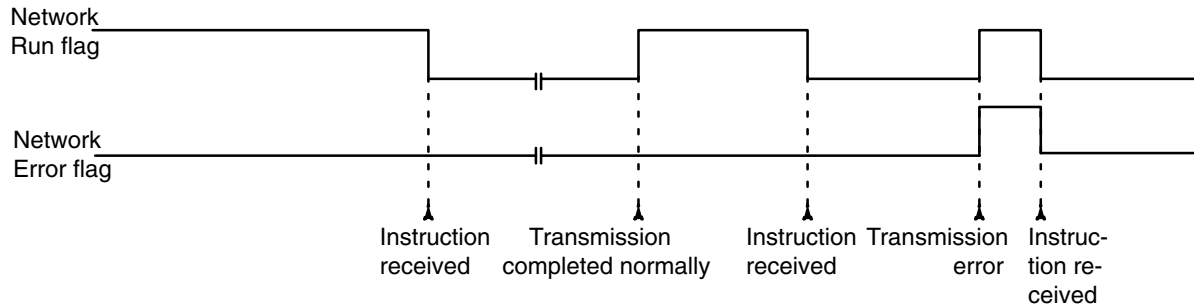 Network
Run flag
Network
Error flag
Instruction
received
Transmission
completed normally
Instruction
received
Transmission
error
Instruc-
tion re-
ceived